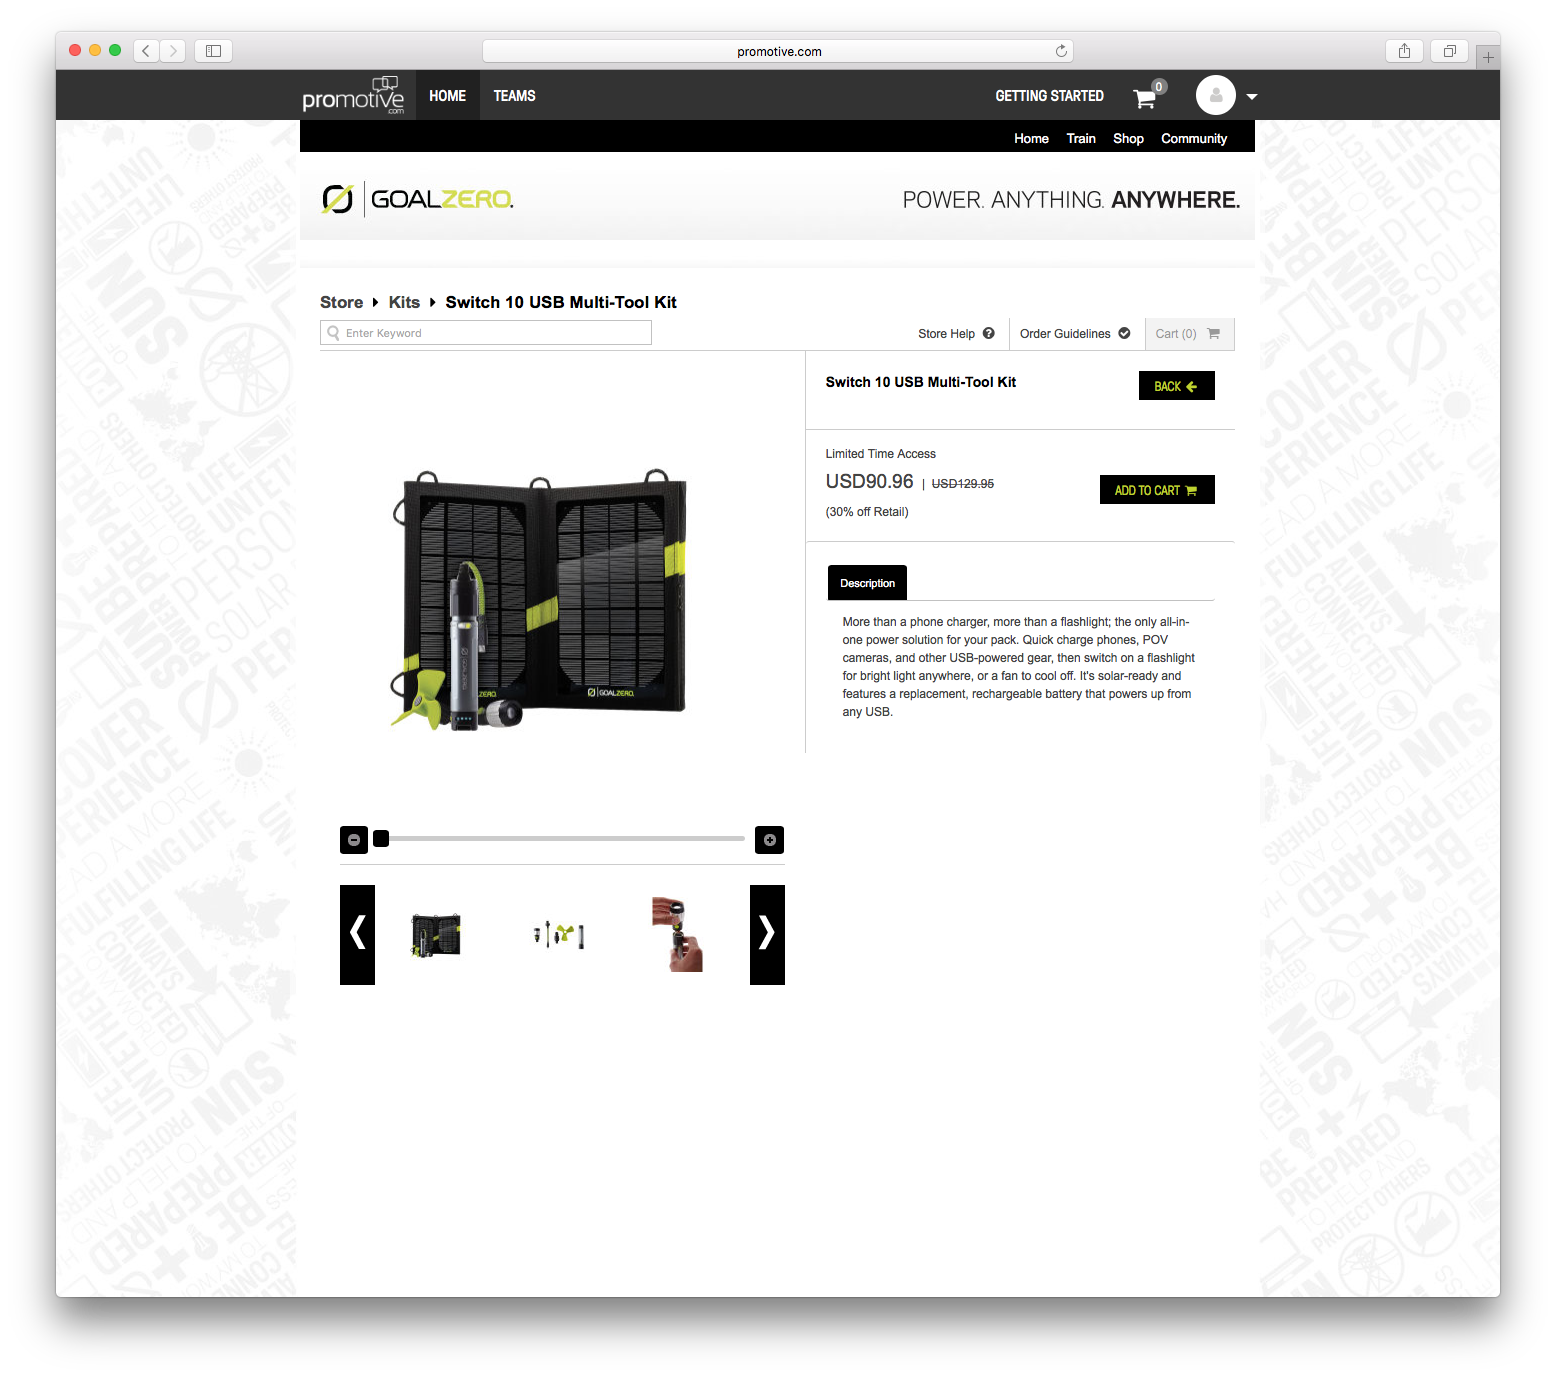 promotive.com
promotive
.com
HOME
TEAMS
GETTING STARTED
0
Home
Train
Shop
Community
GOALZERO.
POWER. ANYTHING. ANYWHERE.
Store
Kits
Switch 10 USB Multi-Tool Kit
Enter Keyword
Store Help
Order Guidelines
Cart (0)
Switch 10 USB Multi-Tool Kit
BACK
Limited Time Access
USD90.96 | USD129.95
(30% off Retail)
ADD TO CART
Description
More than a phone charger, more than a flashlight; the only all-in-
one power solution for your pack. Quick charge phones, POV
cameras, and other USB-powered gear, then switch on a flashlight
for bright light anywhere, or a fan to cool off. It's solar-ready and
features a replacement, rechargeable battery that powers up from
any USB.
GOALZERO.